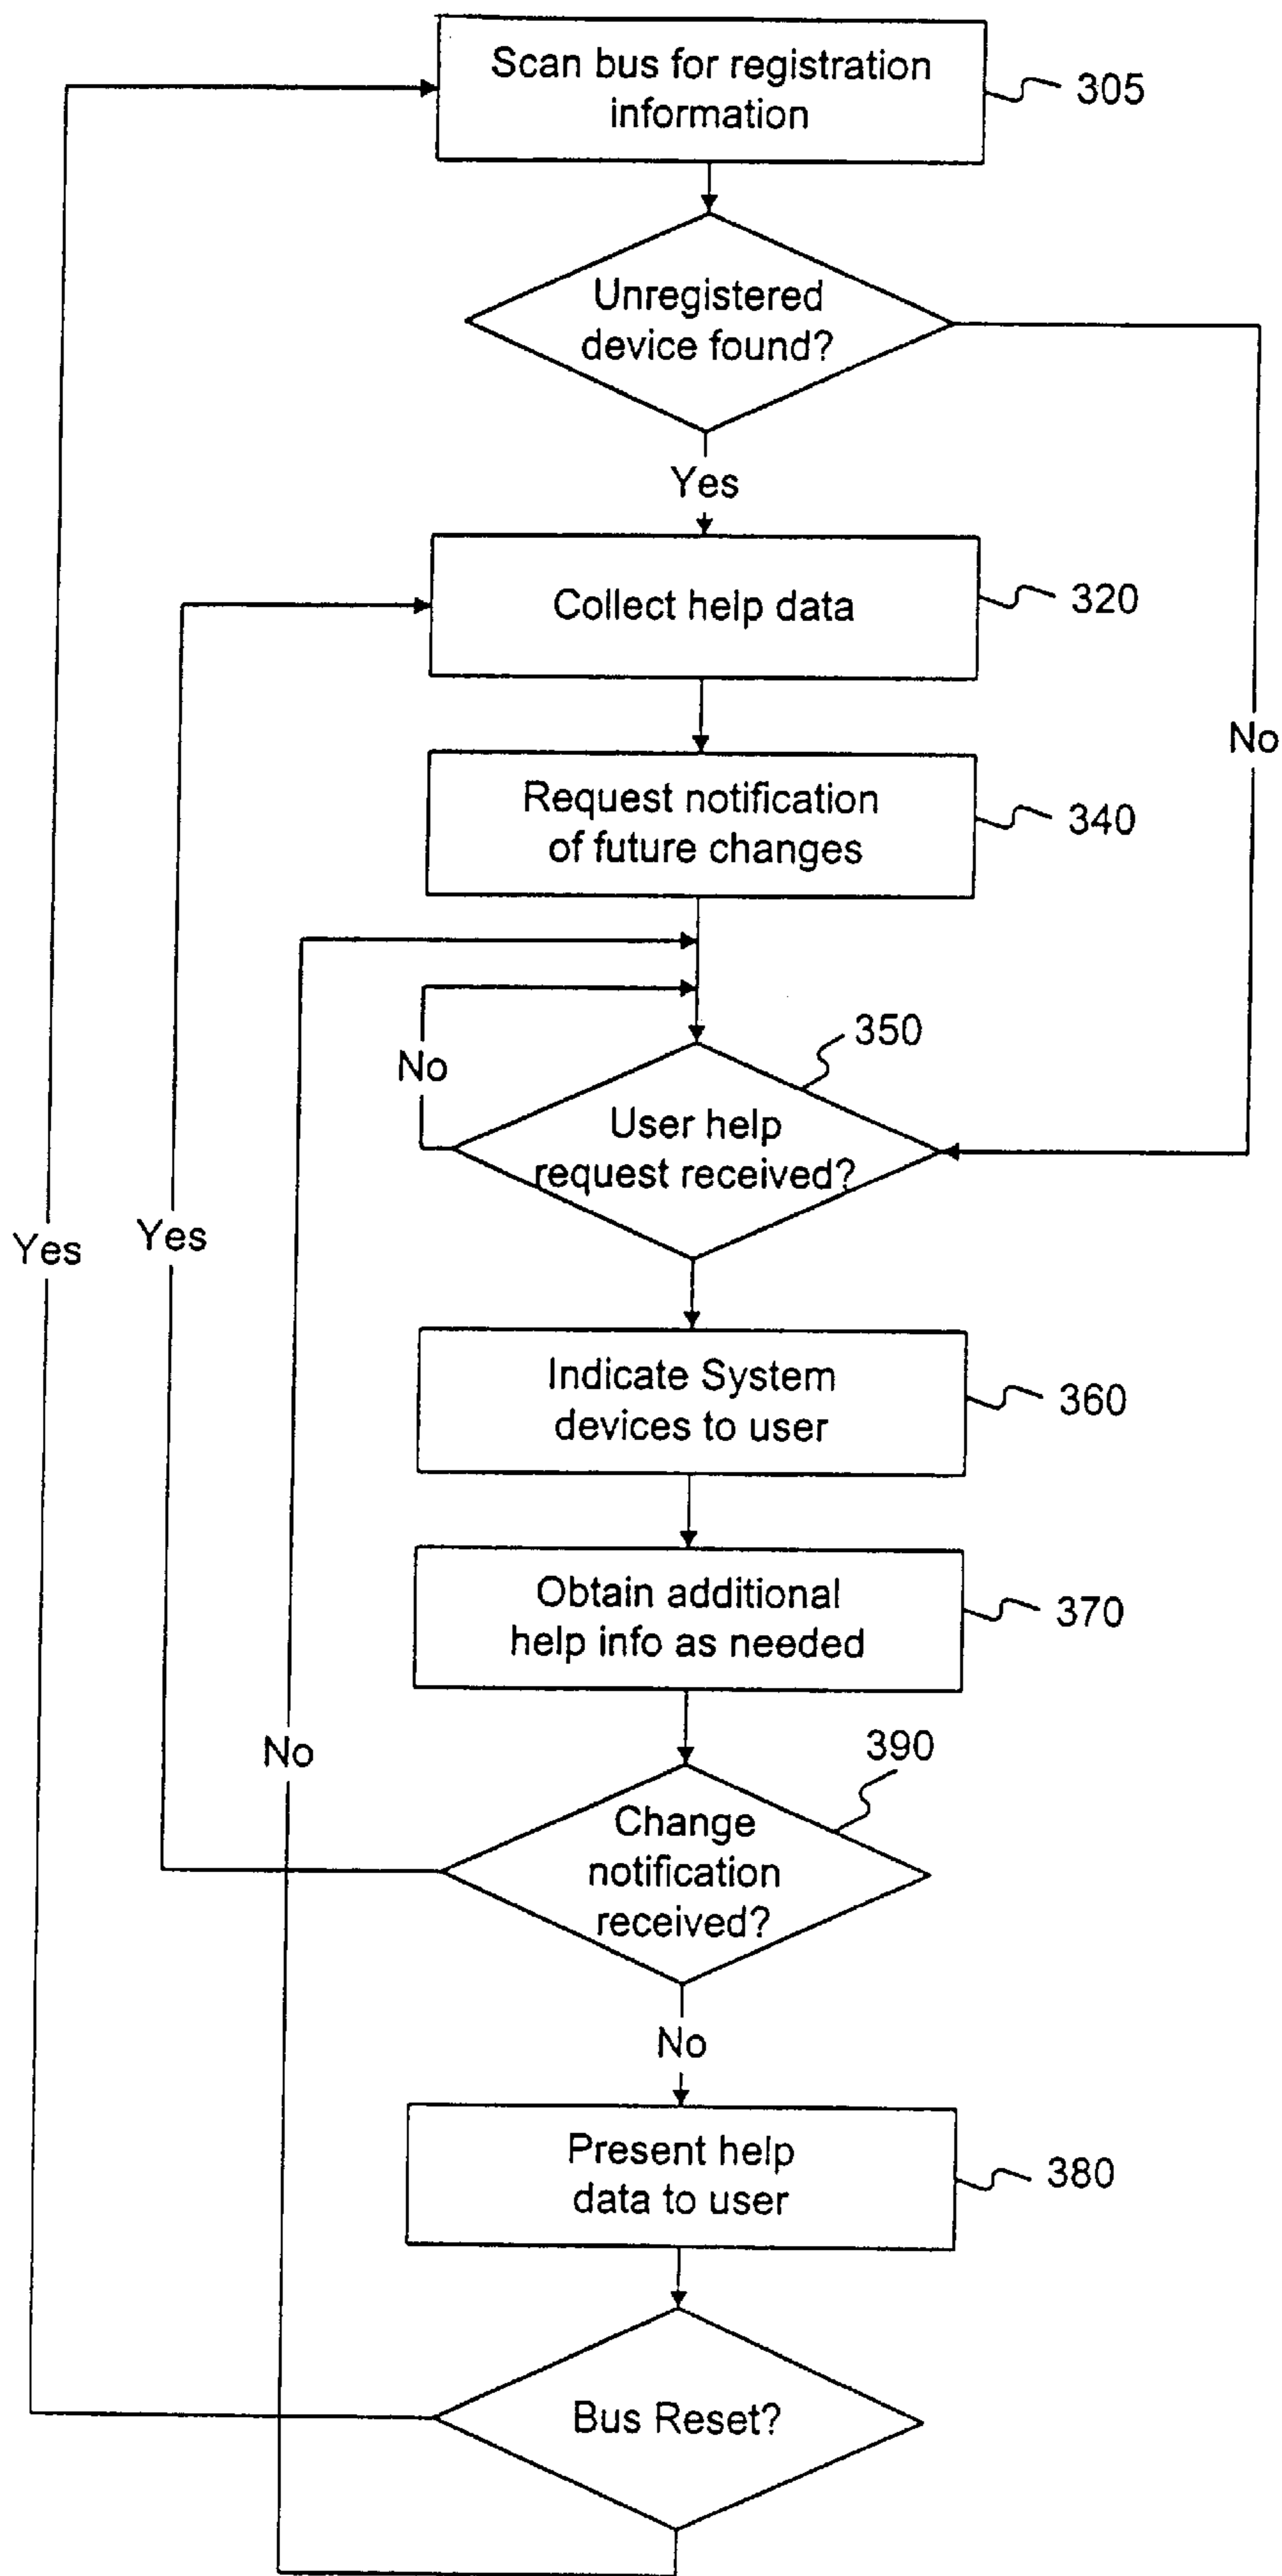 Scan bus for registration
information
305
Unregistered
device found?
Yes
Collect help data
320
No
Request notification
of future changes
340
350
No
User help
request received?
Yes
Yes
Indicate System
devices to user
360
Obtain additional
help info as needed
370
No
390
Change
notification
received?
No
Present help
data to user
380
Bus Reset?